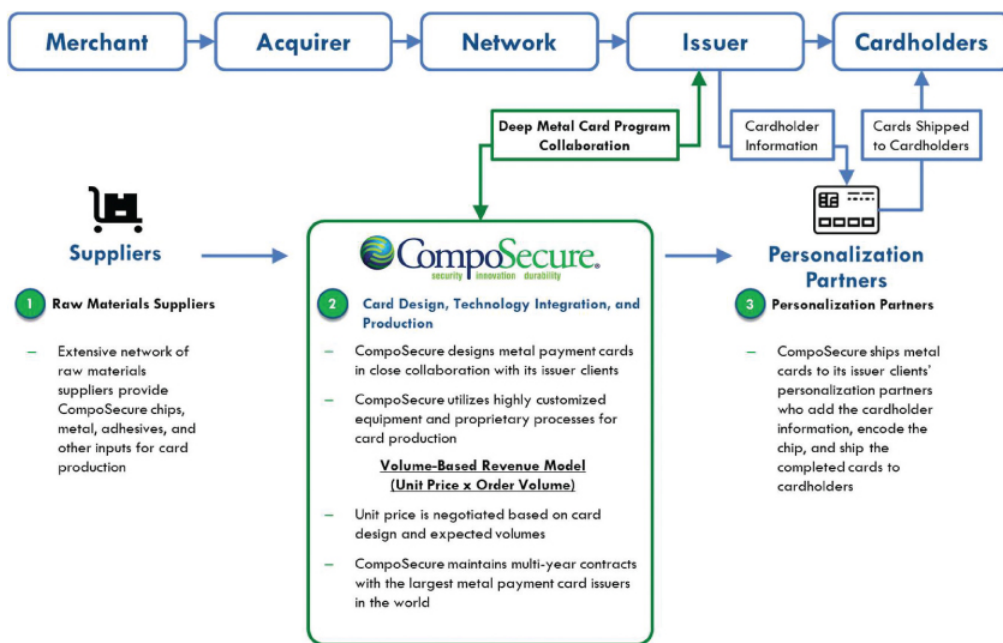 Merchant
Acquirer
Network
Issuer
Cardholders
Deep Metal Card Program
Collaboration
Cardholder
Information
Cards Shipped
to Cardholders
Suppliers
CompoSecure®
security innovation durability
Personalization
Partners
1 Raw Materials Suppliers
– Extensive network of
raw materials
suppliers provide
CompoSecure chips,
metal, adhesives, and
other inputs for card
production
2 Card Design, Technology Integration, and
Production
– CompoSecure designs metal payment cards
in close collaboration with its issuer clients
– CompoSecure utilizes highly customized
equipment and proprietary processes for
card production
Volume-Based Revenue Model
(Unit Price x Order Volume)
– Unit price is negotiated based on card
design and expected volumes
– CompoSecure maintains multi-year contracts
with the largest metal payment card issuers
in the world
3 Personalization Partners
– CompoSecure ships metal
cards to its issuer clients'
personalization partners
who add the cardholder
information, encode the
chip, and ship the
completed cards to
cardholders